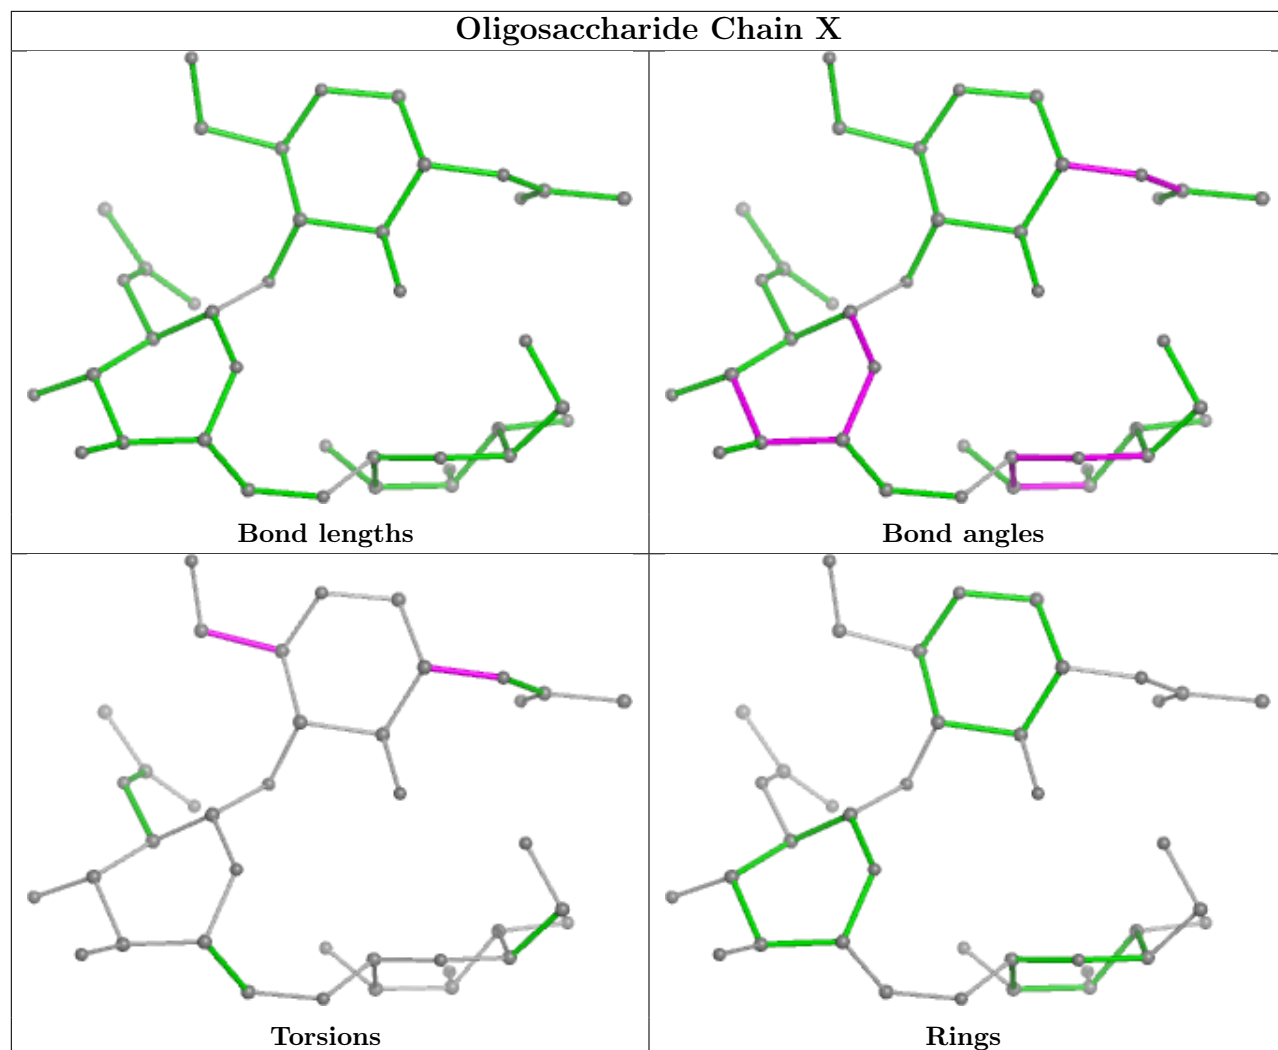 Oligosaccharide Chain X
Bond lengths
Bond angles
Torsions
Rings